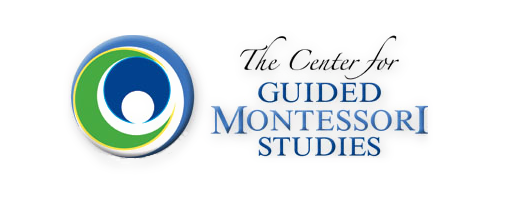 The Center for
GUIDED
MONTESSORI
STUDIES